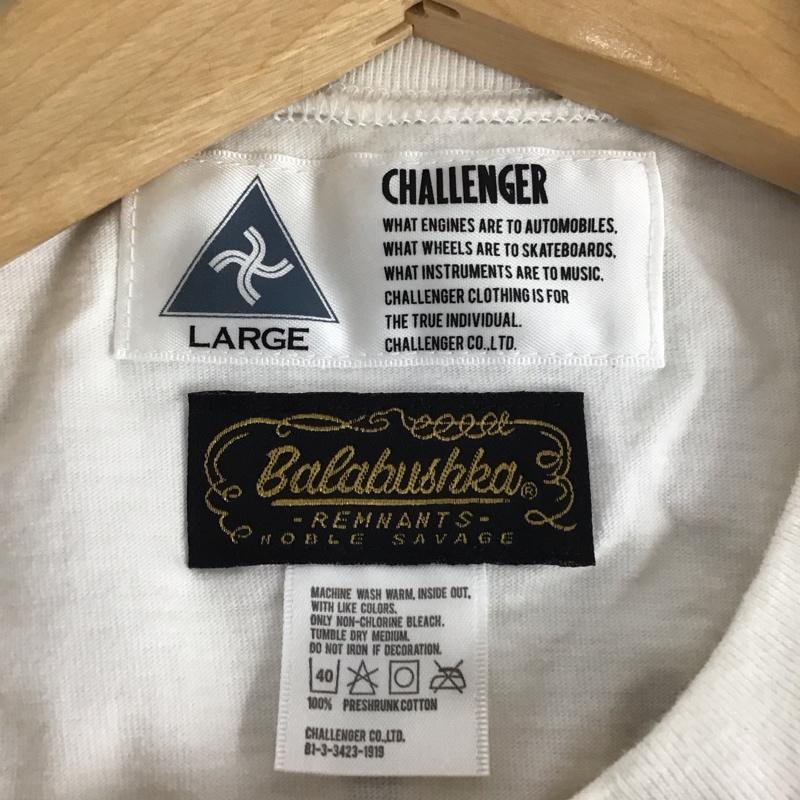 LARGE
CHALLENGER
WHAT ENGINES ARE TO AUTOMOBILES,
WHAT WHEELS ARE TO SKATEBOARDS,
WHAT INSTRUMENTS ARE TO MUSIC.
CHALLENGER CLOTHING IS FOR
THE TRUE INDIVIDUAL.
CHALLENGER CO.,LTD.
Balabushka®
-REMNANTS-
NOBLE SAVAGE
MACHINE WASH WARM, INSIDE OUT,
WITH LIKE COLORS.
ONLY NON-CHLORINE BLEACH.
TUMBLE DRY MEDIUM.
DO NOT IRON IF DECORATION.
40
100% PRESHRUNK COTTON
CHALLENGER CO.,LTD.
81-3-3423-1919